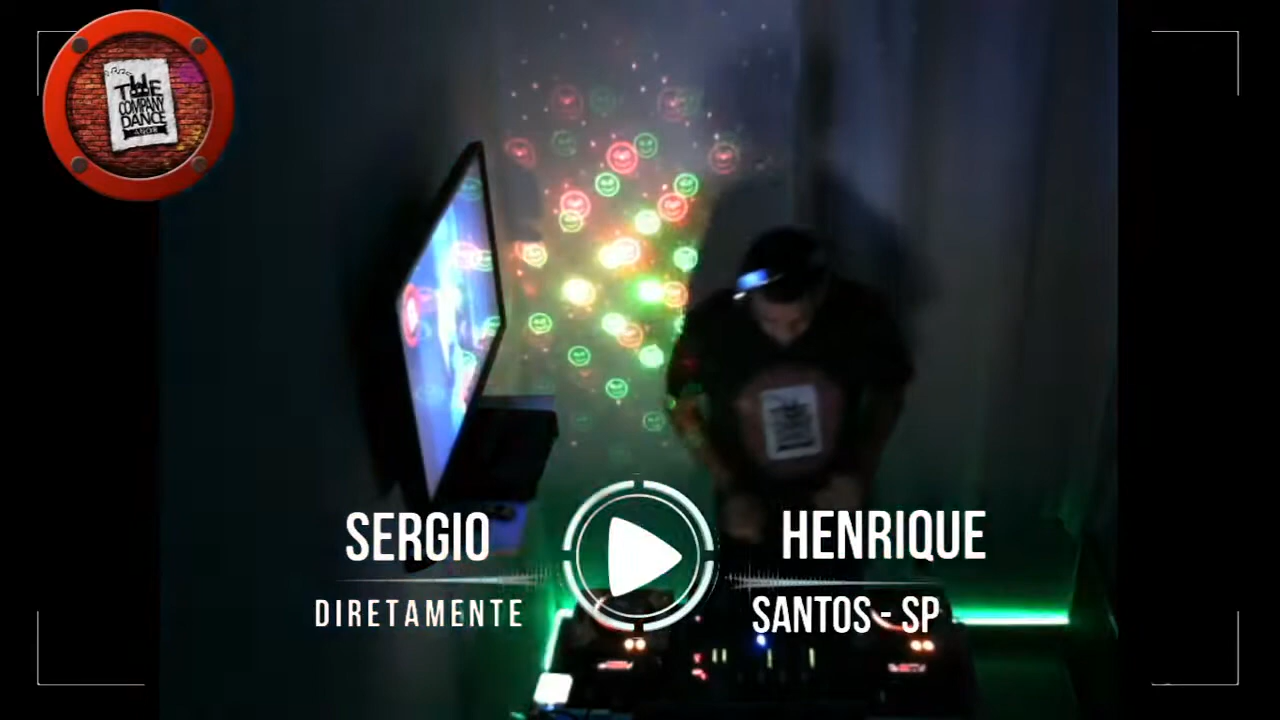 THE
COMPANY
DANCE
SERGIO
HENRIQUE
DIRETAMENTE
SANTOS - SP